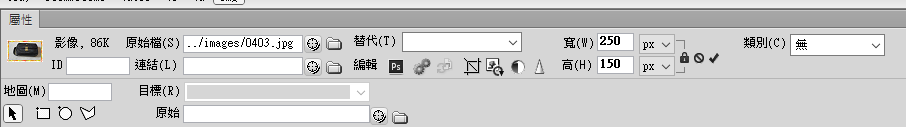 屬性
影像, 86K 原始檔(S) ../images/0403.jpg 替代(T) 寬(W) 250 px 類別(C) 無
ID 連結(L) 編輯 Ps 高(H) 150 px
地圖(M) 目標(R)
原始